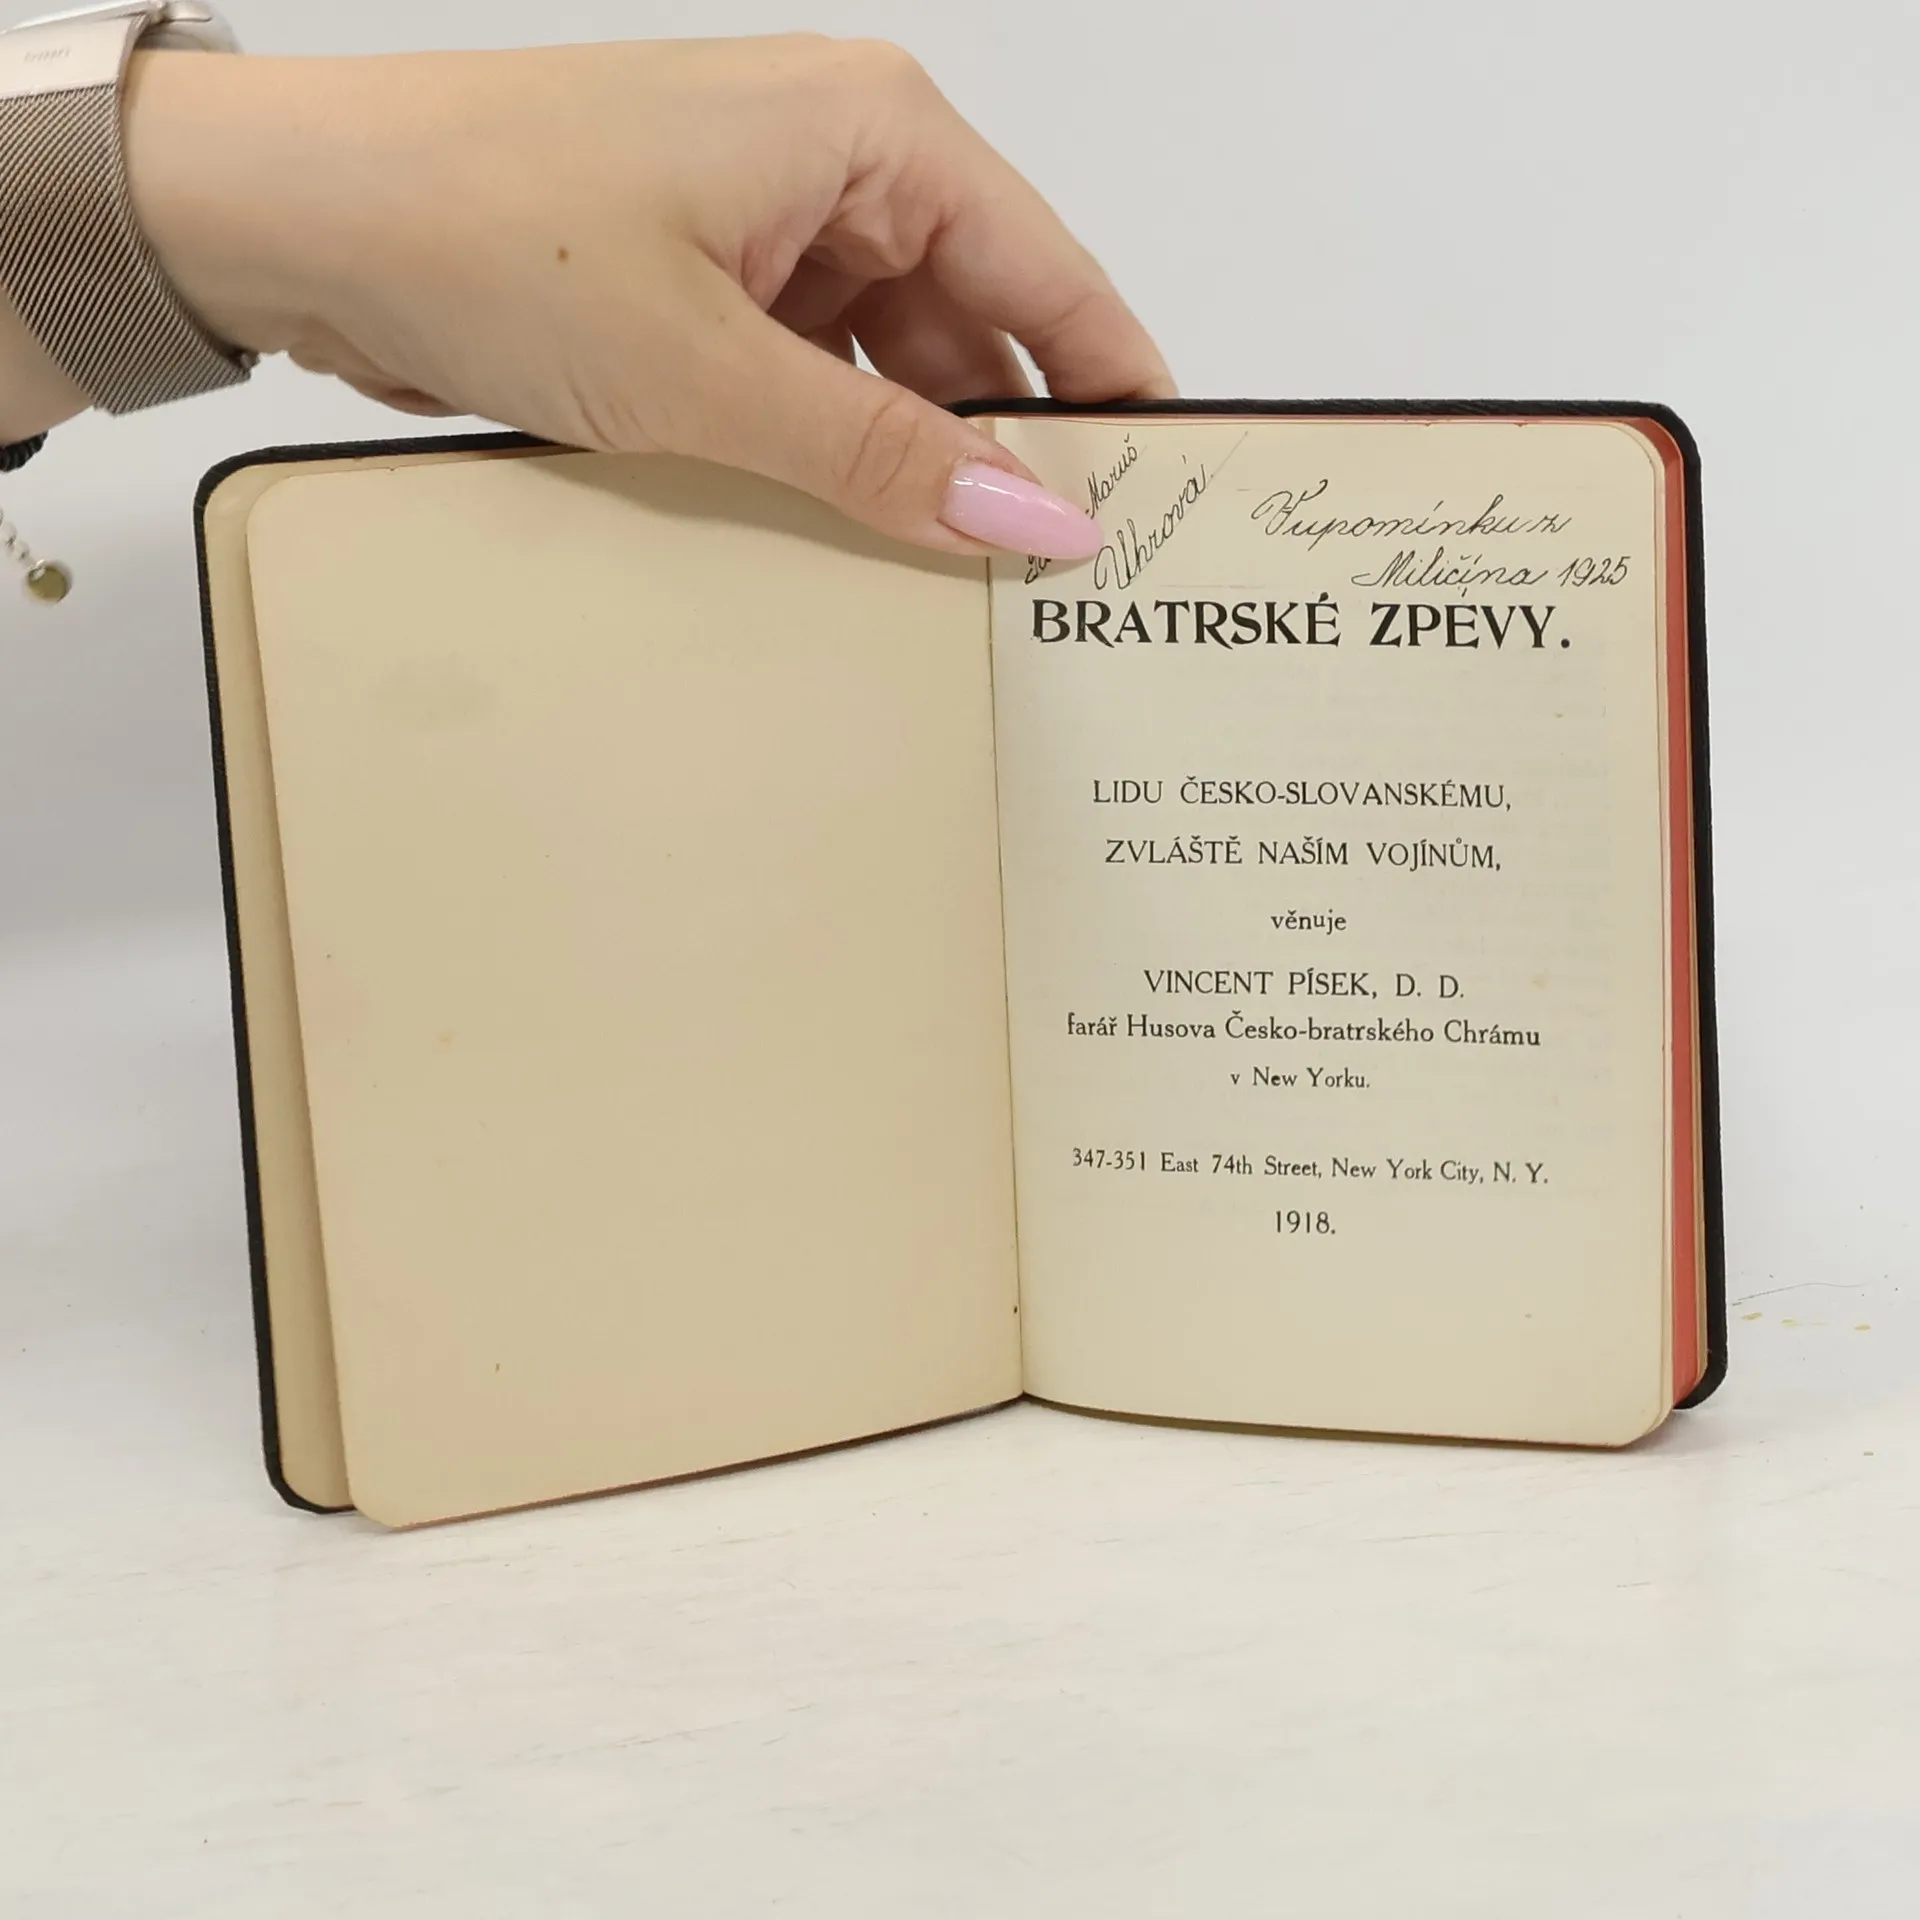 Maruš
Uhrová
Vupomínku z
Miličína 1925
BRATRSKÉ ZPĚVY.
LIDU ČESKO-SLOVANSKÉMU,
ZVLÁŠTĚ NAŠÍM VOJÍNŮM,
věnuje
VINCENT PÍSEK, D. D.
farář Husova Česko-bratrského Chrámu
v New Yorku.
347-351 East 74th Street, New York City, N. Y.
1918.